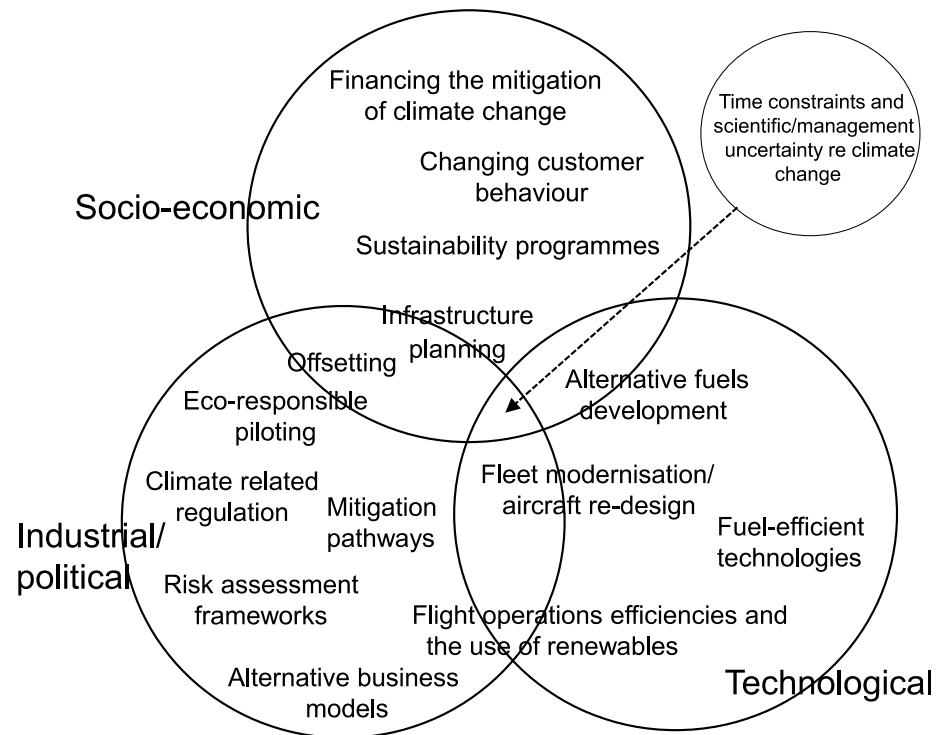 Financing the mitigation
of climate change
Time constraints and
scientific/management
uncertainty re climate
change
Changing customer
behaviour
Socio-economic
Sustainability programmes
Infrastructure
planning
Offsetting
Alternative fuels
development
Eco-responsible
piloting
Climate related
regulation
Mitigation
pathways
Fleet modernisation/
aircraft re-design
Fuel-efficient
technologies
Industrial/
political
Risk assessment
frameworks
Flight operations efficiencies and
the use of renewables
Alternative business
models
Technological